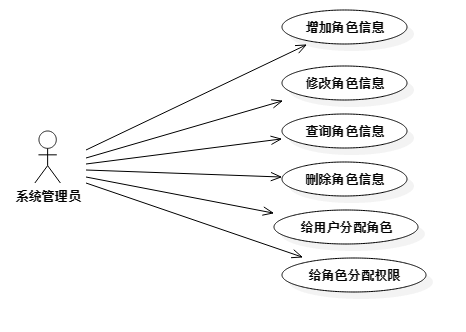 增加角色信息
修改角色信息
查询角色信息
删除角色信息
系统管理员
给用户分配角色
给角色分配权限